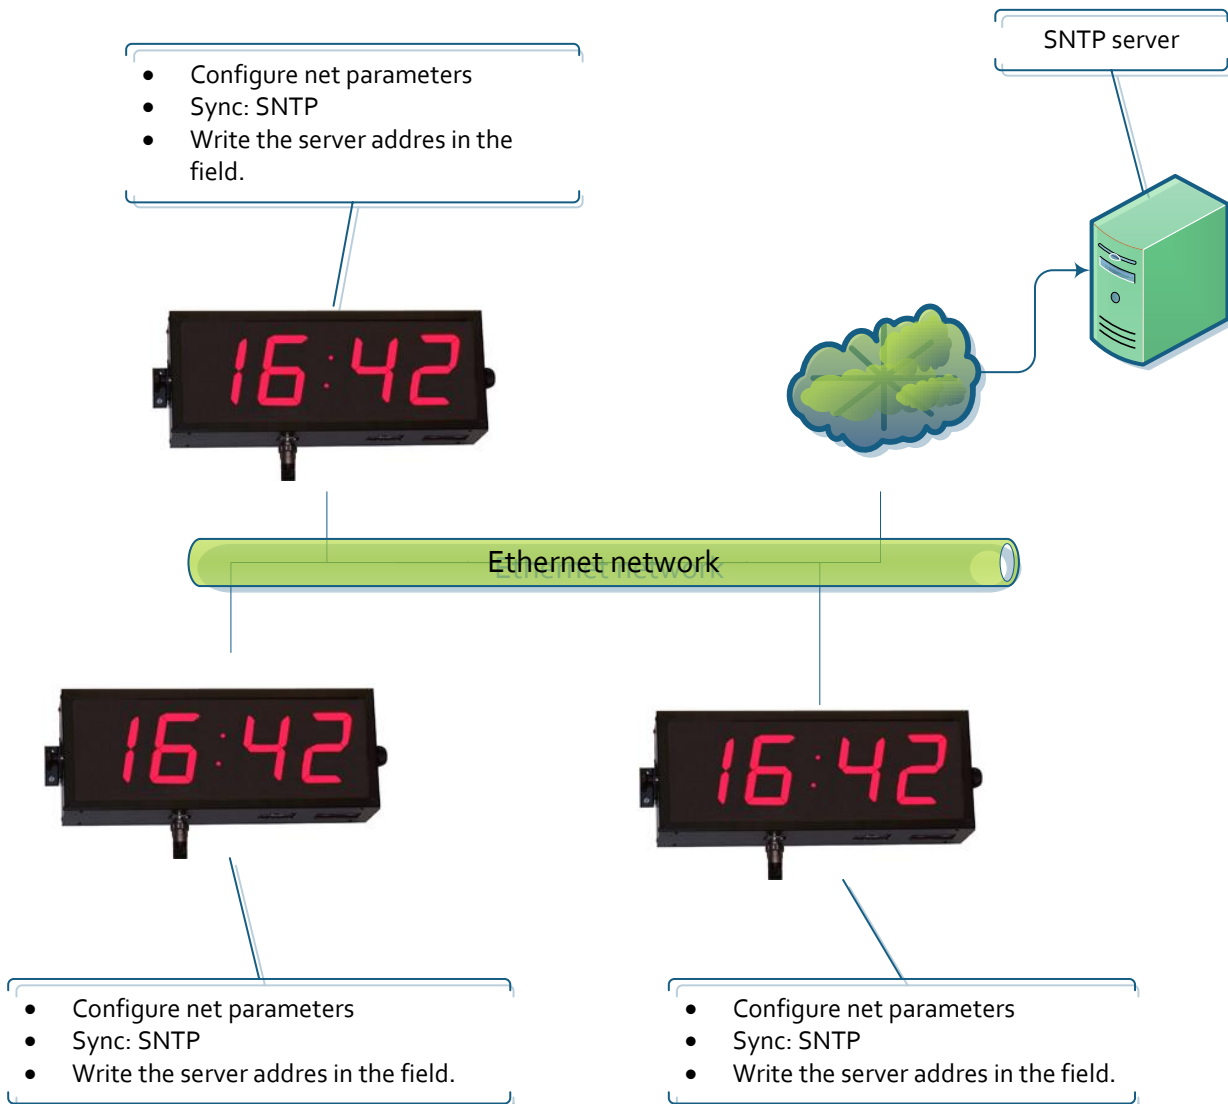 SNTP server
• Configure net parameters
• Sync: SNTP
• Write the server addres in the
field.
16:42
Ethernet network
16:42
16:42
• Configure net parameters
• Sync: SNTP
• Write the server addres in the field.
• Configure net parameters
• Sync: SNTP
• Write the server addres in the field.